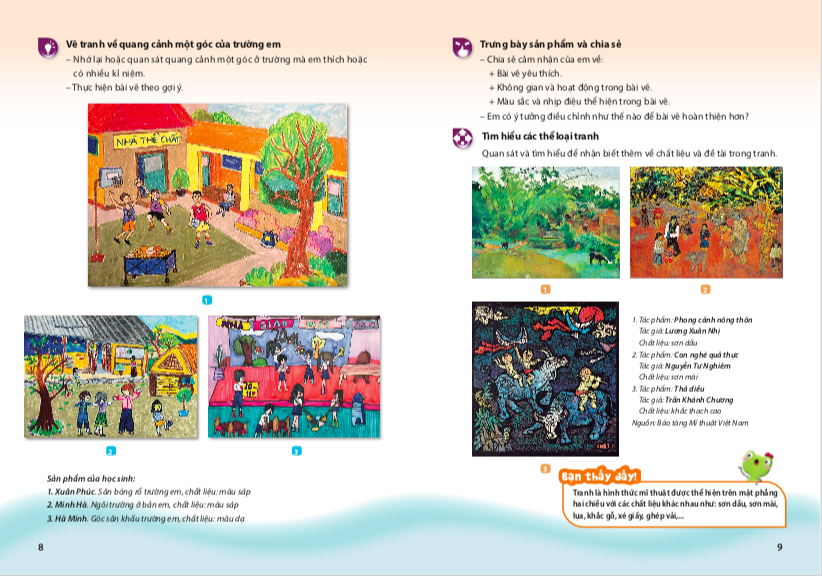 Vẽ tranh về quang cảnh một góc của trường em
– Nhớ lại hoặc quan sát quang cảnh một góc ở trường mà em thích hoặc
có nhiều kỉ niệm.
– Thực hiện bài vẽ theo gợi ý.
NHÀ THỂ CHẤT
1
2
3
Sản phẩm của học sinh:
1. Xuân Phúc. Sân bóng rổ trường em, chất liệu: màu sáp
2. Minh Hà. Ngôi trường ở bản em, chất liệu: màu sáp
3. Hà Minh. Góc sân khấu trường em, chất liệu: màu dạ
8
Trưng bày sản phẩm và chia sẻ
– Chia sẻ cảm nhận của em về:
+ Bài vẽ yêu thích.
+ Không gian và hoạt động trong bài vẽ.
+ Màu sắc và nhịp điệu thể hiện trong bài vẽ.
– Em có ý tưởng điều chỉnh như thế nào để bài vẽ hoàn thiện hơn?
Tìm hiểu các thể loại tranh
Quan sát và tìm hiểu để nhận biết thêm về chất liệu và đề tài trong tranh.
1
2
3
1. Tác phẩm: Phong cảnh nông thôn
Tác giả: Lương Xuân Nhị
Chất liệu: sơn dầu
2. Tác phẩm: Con nghé quả thực
Tác giả: Nguyễn Tư Nghiêm
Chất liệu: sơn mài
3. Tác phẩm: Thả diều
Tác giả: Trần Khánh Chương
Chất liệu: khắc thạch cao
Nguồn: Bảo tàng Mĩ thuật Việt Nam
Bạn thấy đấy!
Tranh là hình thức mĩ thuật được thể hiện trên mặt phẳng
hai chiều với các chất liệu khác nhau như: sơn dầu, sơn mài,
lụa, khắc gỗ, xé giấy, ghép vải,...
9